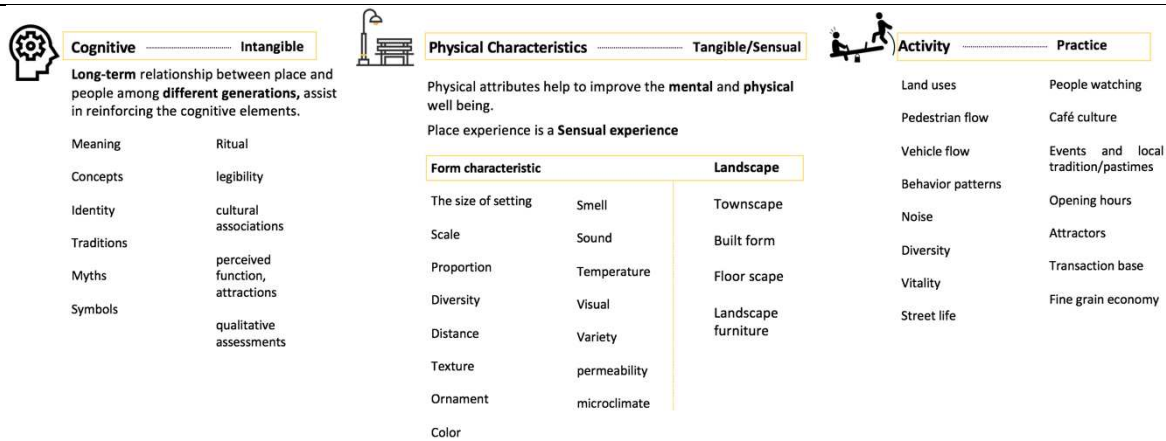 Cognitive Intangible
Long-term relationship between place and
people among different generations, assist
in reinforcing the cognitive elements.
Meaning
Concepts
Identity
Traditions
Myths
Symbols
Ritual
legibility
cultural
associations
perceived
function,
attractions
qualitative
assessments
Physical Characteristics Tangible/Sensual
Physical attributes help to improve the mental and physical
well being.
Place experience is a Sensual experience
Form characteristic
The size of setting
Scale
Proportion
Diversity
Distance
Texture
Ornament
Color
Smell
Sound
Temperature
Visual
Variety
permeability
microclimate
Landscape
Townscape
Built form
Floor scape
Landscape
furniture
Activity Practice
Land uses
Pedestrian flow
Vehicle flow
Behavior patterns
Noise
Diversity
Vitality
Street life
People watching
Café culture
Events and local
tradition/pastimes
Opening hours
Attractors
Transaction base
Fine grain economy